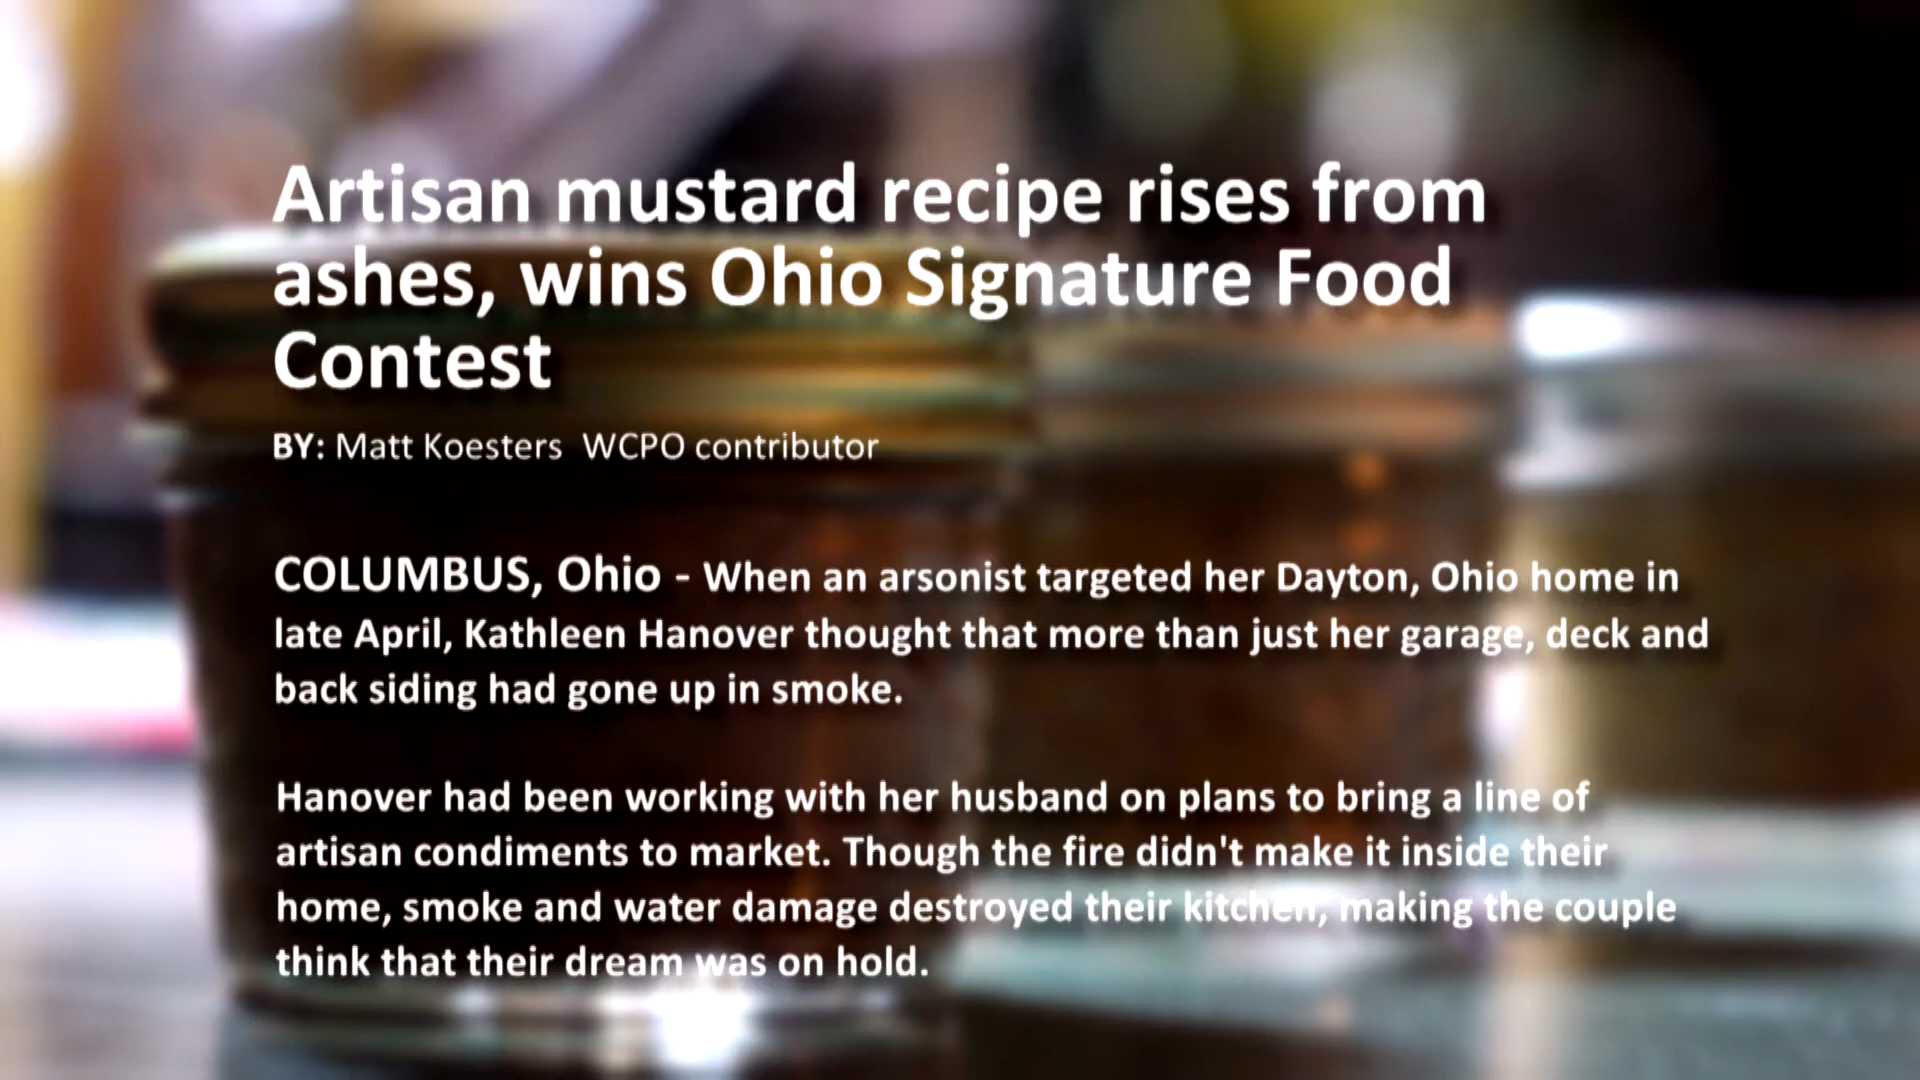 Artisan mustard recipe rises from
ashes, wins Ohio Signature Food
Contest
BY: Matt Koesters WCPO contributor
COLUMBUS, Ohio - When an arsonist targeted her Dayton, Ohio home in
late April, Kathleen Hanover thought that more than just her garage, deck and
back siding had gone up in smoke.
Hanover had been working with her husband on plans to bring a line of
artisan condiments to market. Though the fire didn't make it inside their
home, smoke and water damage destroyed their kitchen, making the couple
think that their dream was on hold.